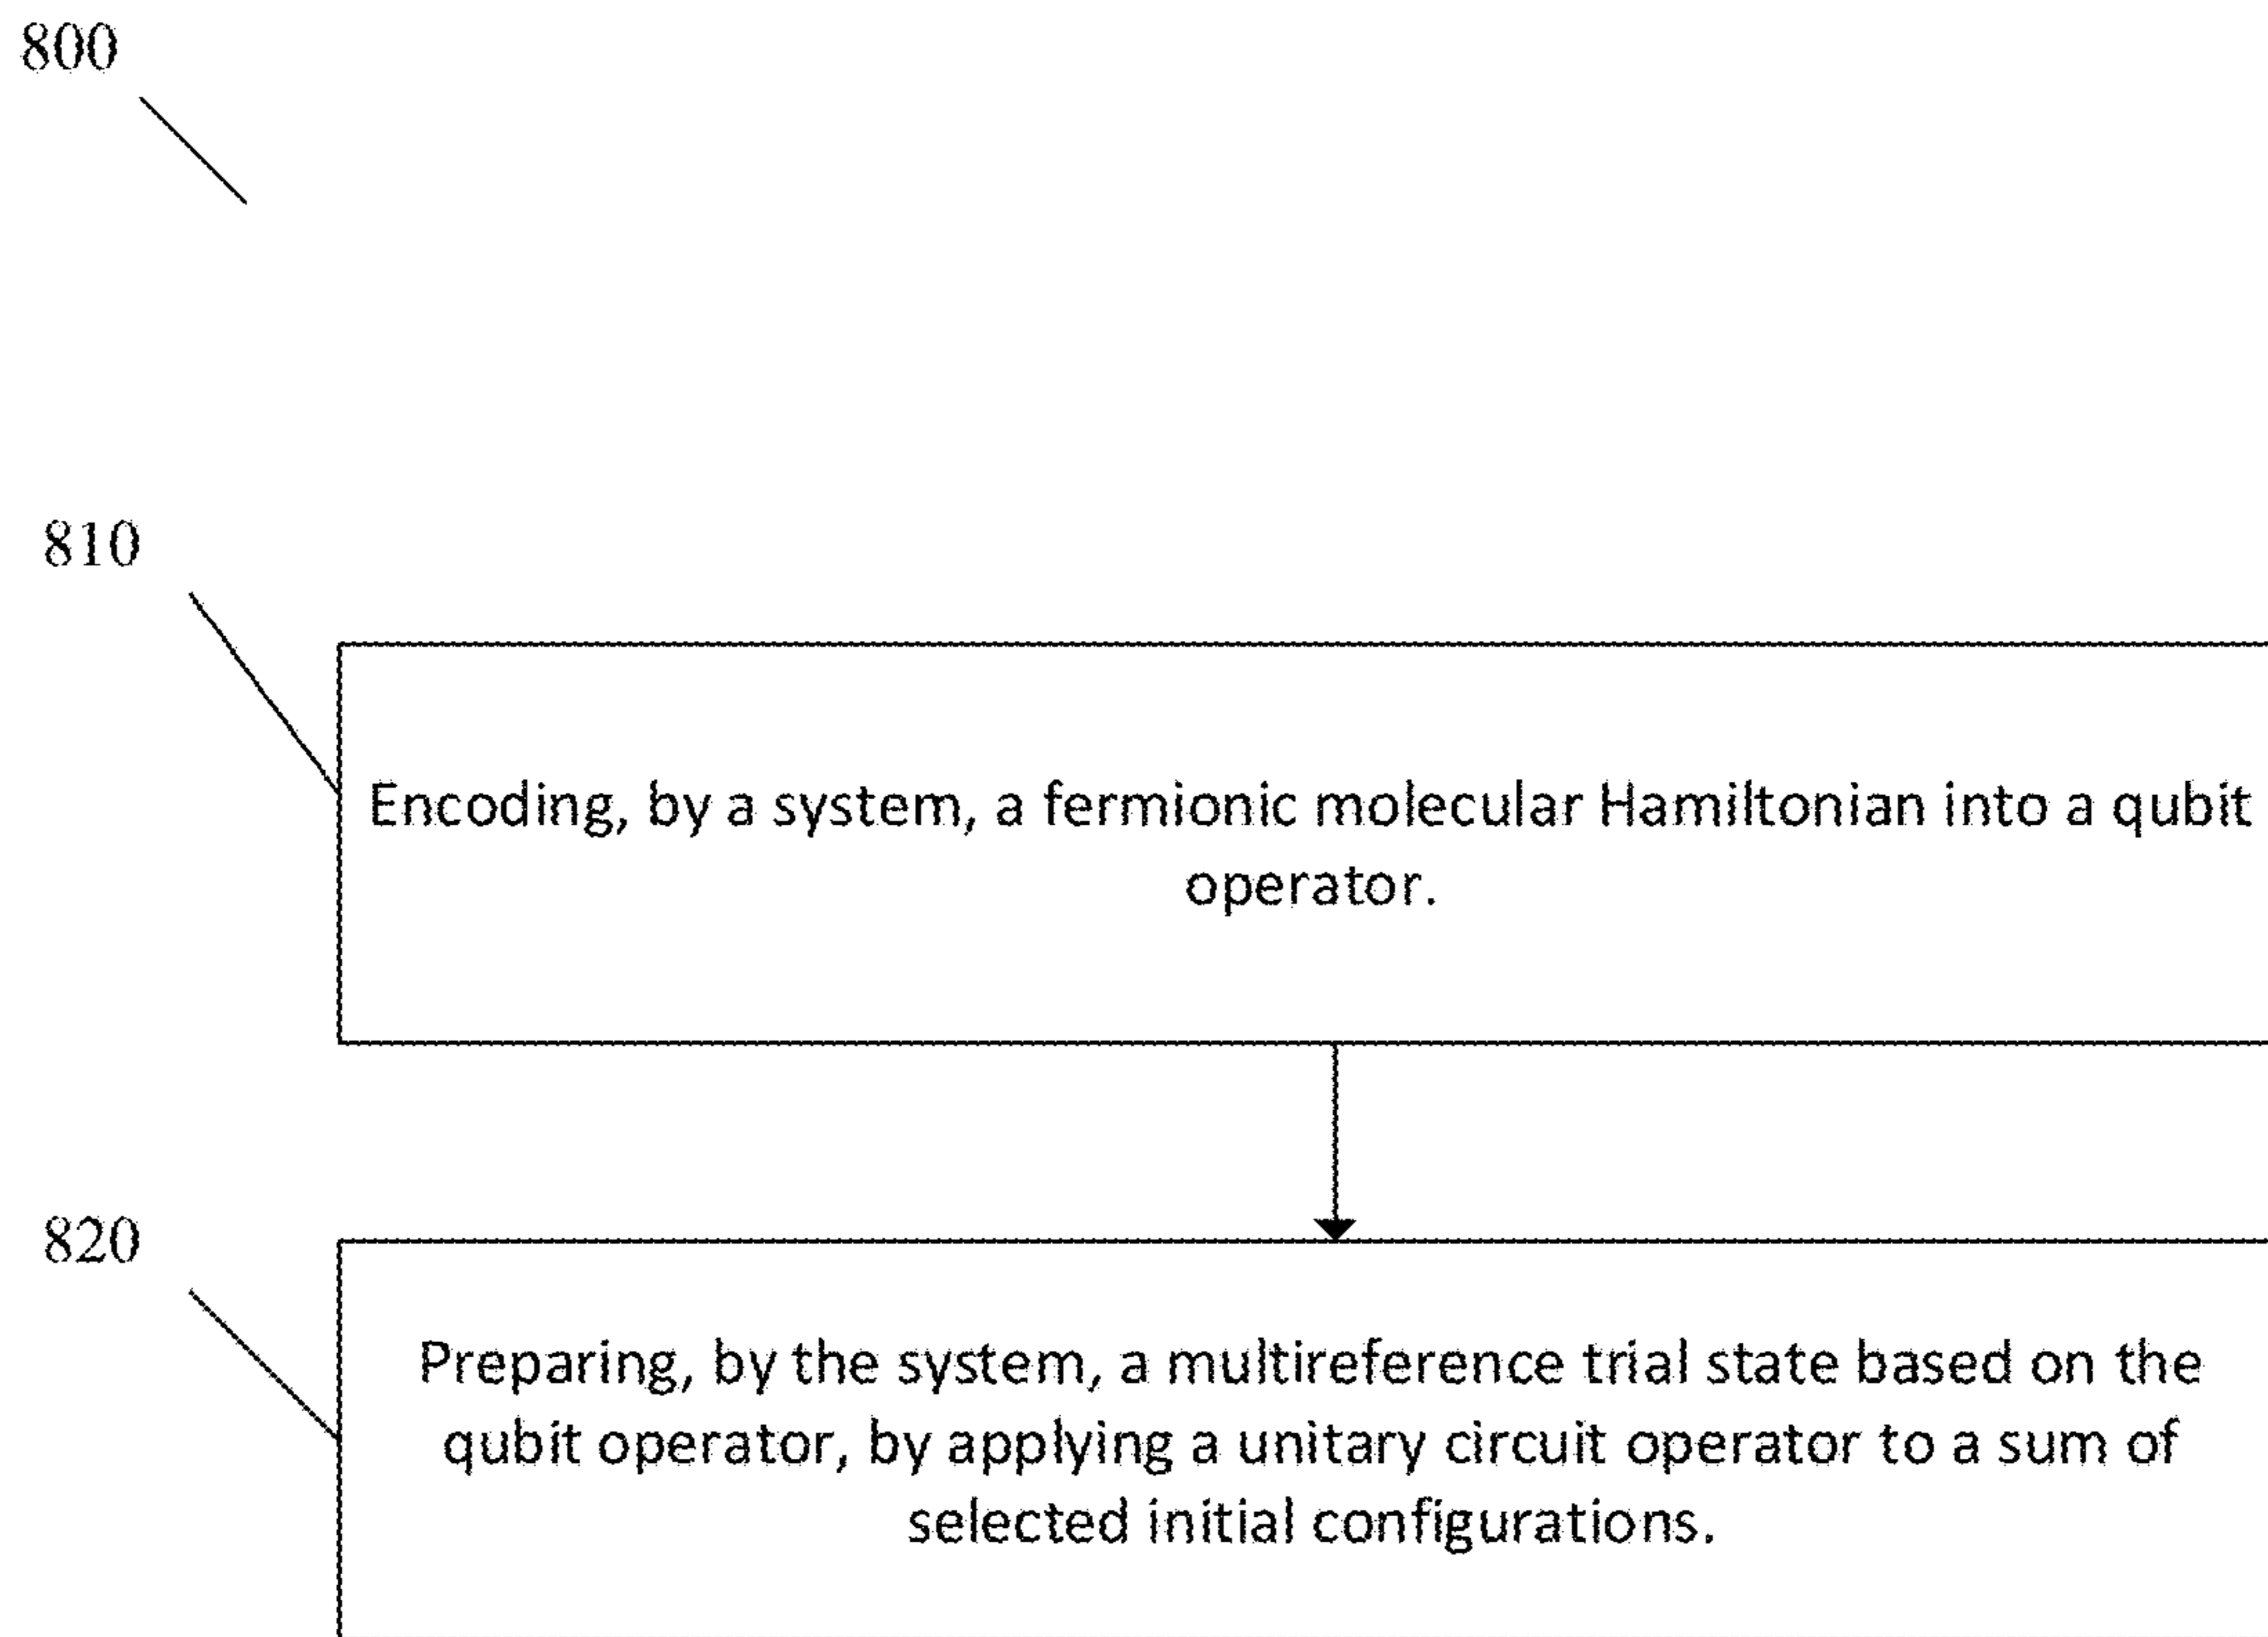 800
810
Encoding, by a system, a fermionic molecular Hamiltonian into a qubit
operator.
820
Preparing, by the system, a multireference trial state based on the
qubit operator, by applying a unitary circuit operator to a sum of
selected initial configurations.